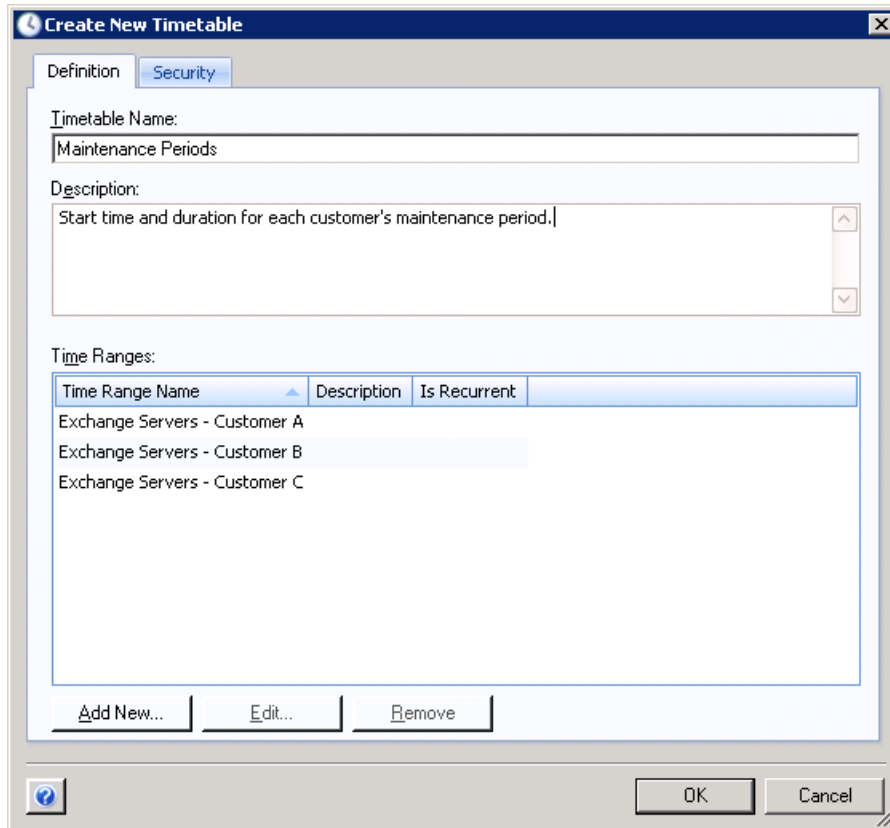 Create New Timetable
Definition Security
Timetable Name:
Maintenance Periods
Description:
Start time and duration for each customer's maintenance period.
Time Ranges:
Time Range Name Description Is Recurrent
Exchange Servers - Customer A
Exchange Servers - Customer B
Exchange Servers - Customer C
Add New... Edit... Remove
OK Cancel